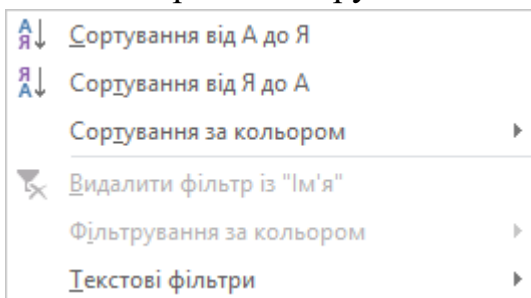 Сортування від А до Я
Сортування від Я до А
Сортування за кольором
Видалити фільтр із "Ім'я"
Фільтрування за кольором
Текстові фільтри